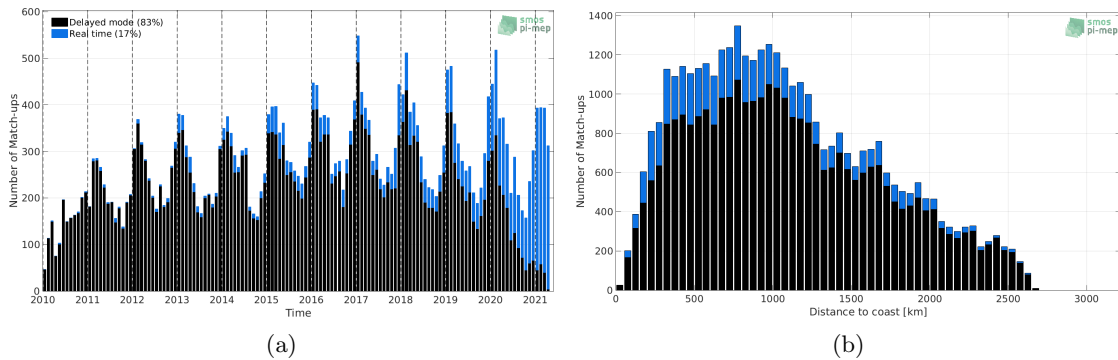 600
500
400
300
200
100
0
Number of Match-ups
Delayed mode (83%)
Real time (17%)
smos
pi-mep
2010 2011 2012 2013 2014 2015 2016 2017 2018 2019 2020 2021
Time
(a)
1400
1200
1000
800
600
400
200
0
Number of Match-ups
smos
pi-mep
0 500 1000 1500 2000 2500 3000
Distance to coast [km]
(b)